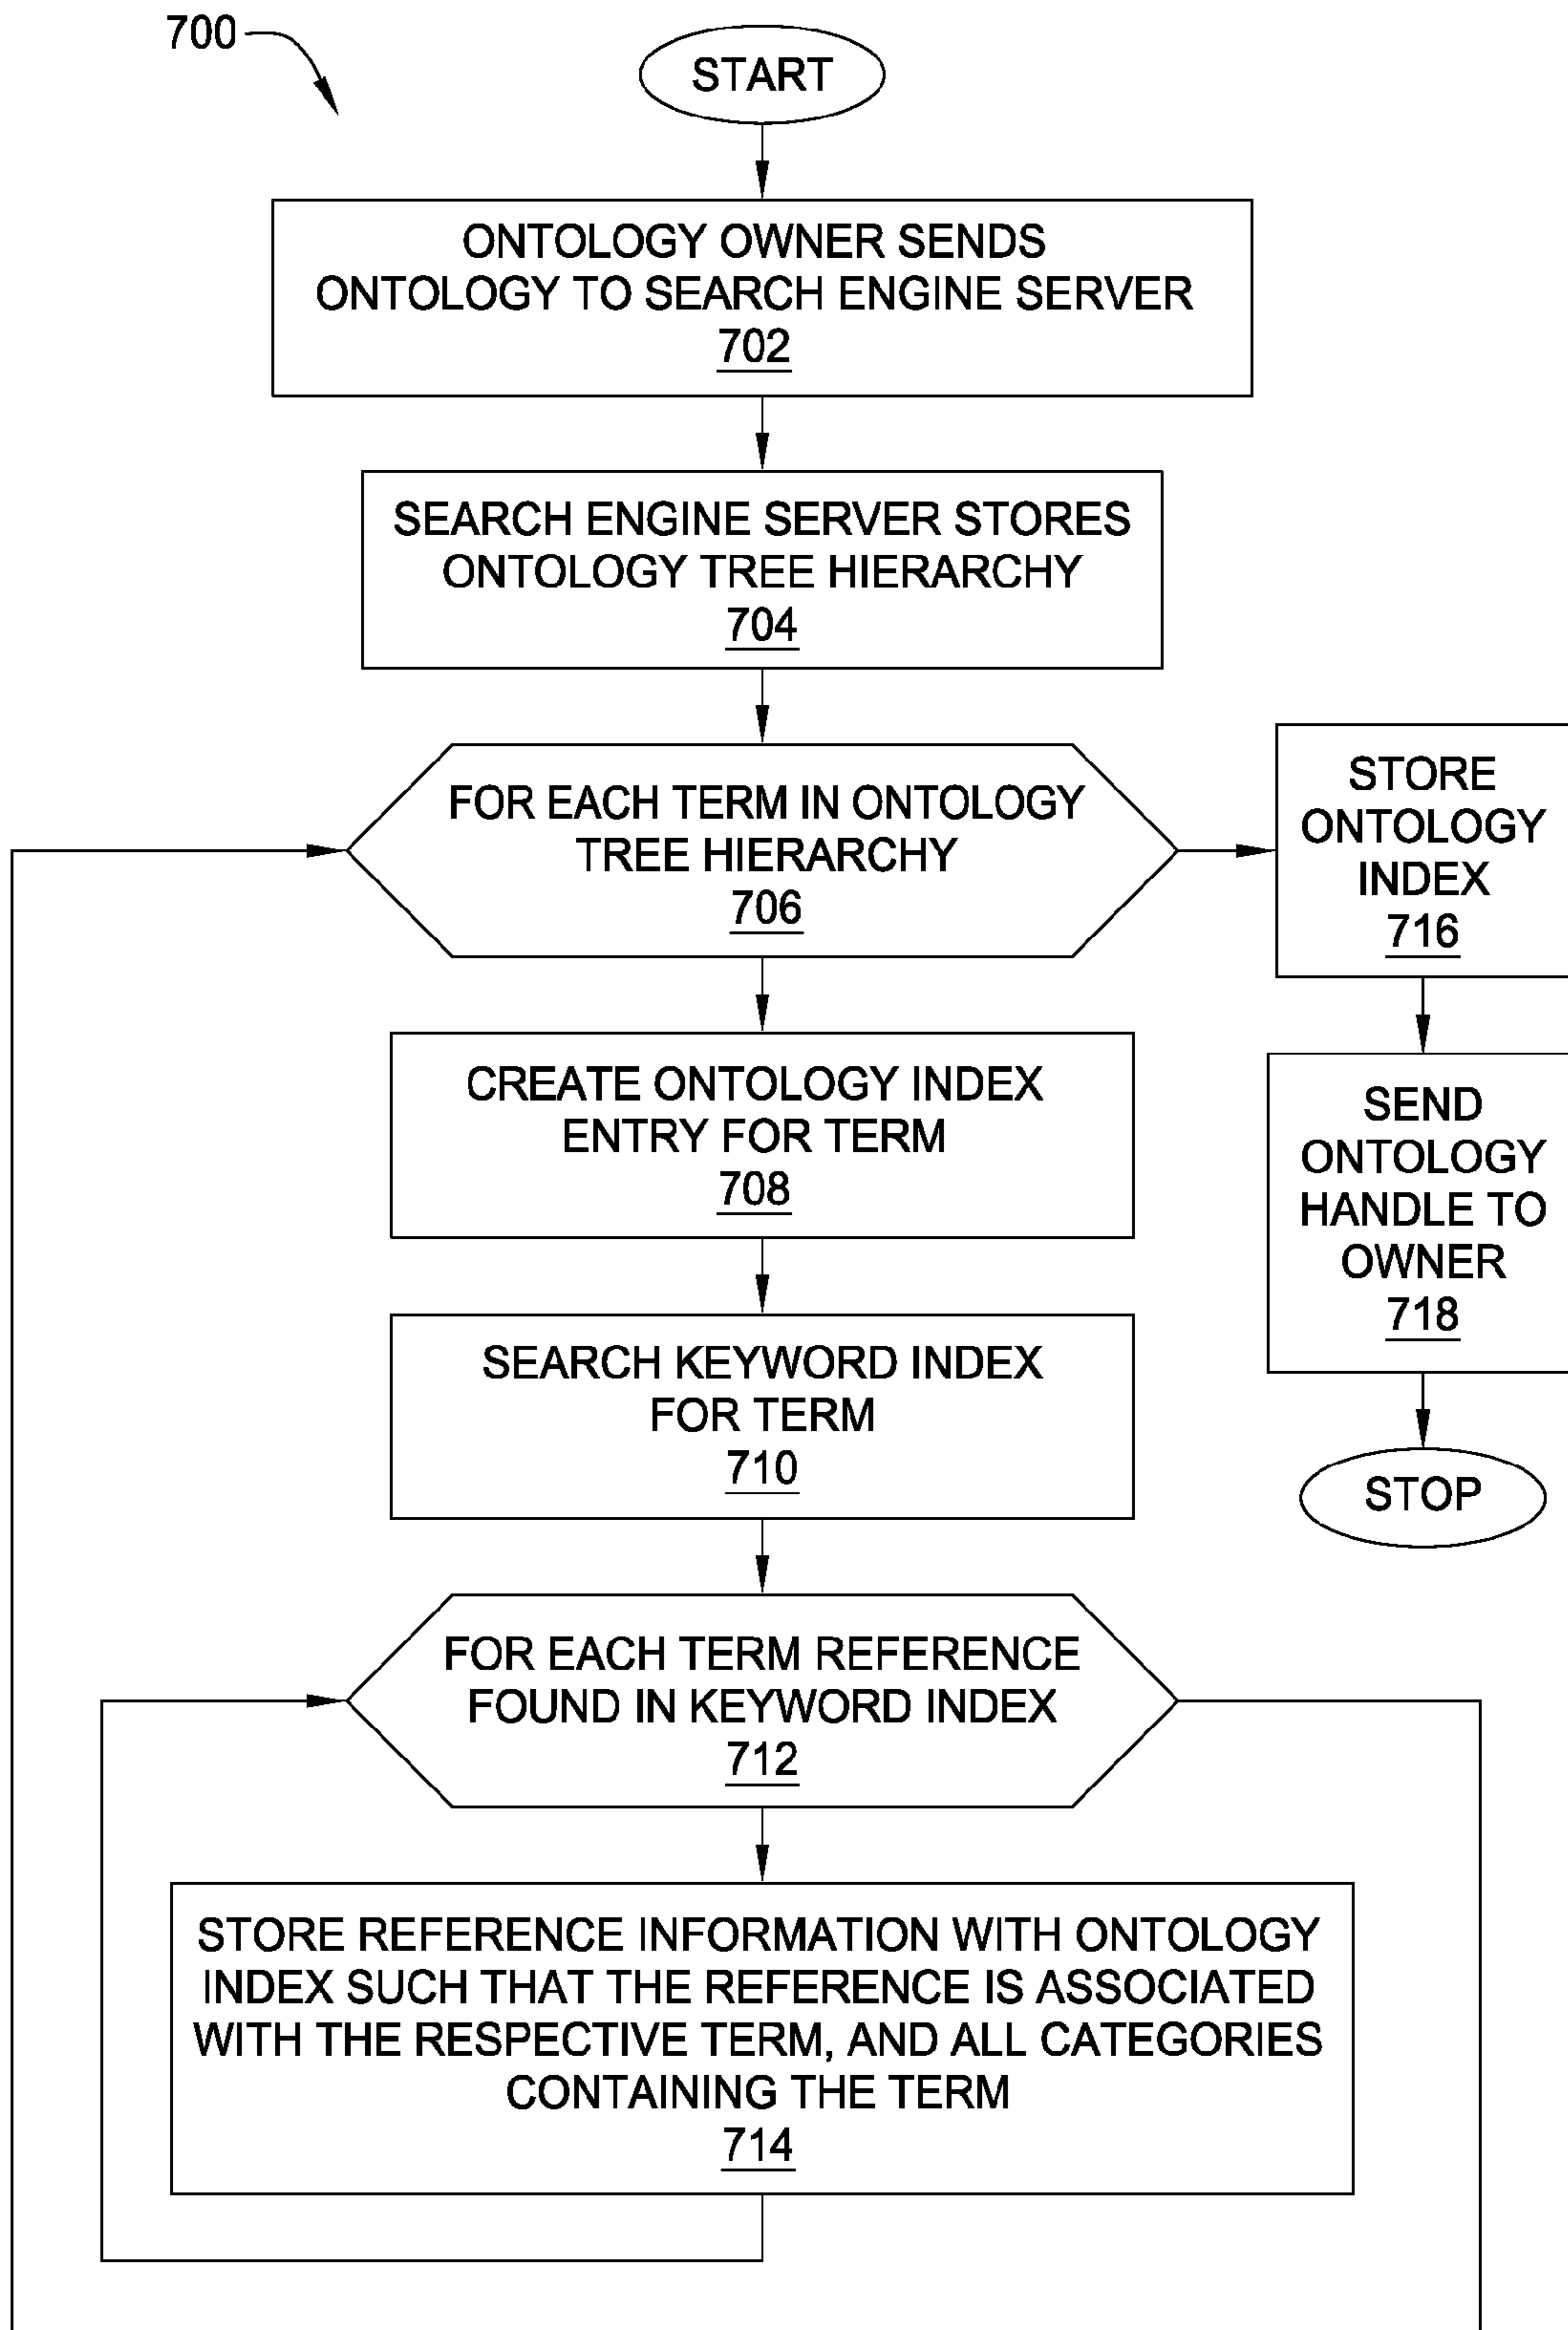 700
START
ONTOLOGY OWNER SENDS
ONTOLOGY TO SEARCH ENGINE SERVER
702
SEARCH ENGINE SERVER STORES
ONTOLOGY TREE HIERARCHY
704
FOR EACH TERM IN ONTOLOGY
TREE HIERARCHY
706
STORE
ONTOLOGY
INDEX
716
CREATE ONTOLOGY INDEX
ENTRY FOR TERM
708
SEND
ONTOLOGY
HANDLE TO
OWNER
718
SEARCH KEYWORD INDEX
FOR TERM
710
STOP
FOR EACH TERM REFERENCE
FOUND IN KEYWORD INDEX
712
STORE REFERENCE INFORMATION WITH ONTOLOGY
INDEX SUCH THAT THE REFERENCE IS ASSOCIATED
WITH THE RESPECTIVE TERM, AND ALL CATEGORIES
CONTAINING THE TERM
714